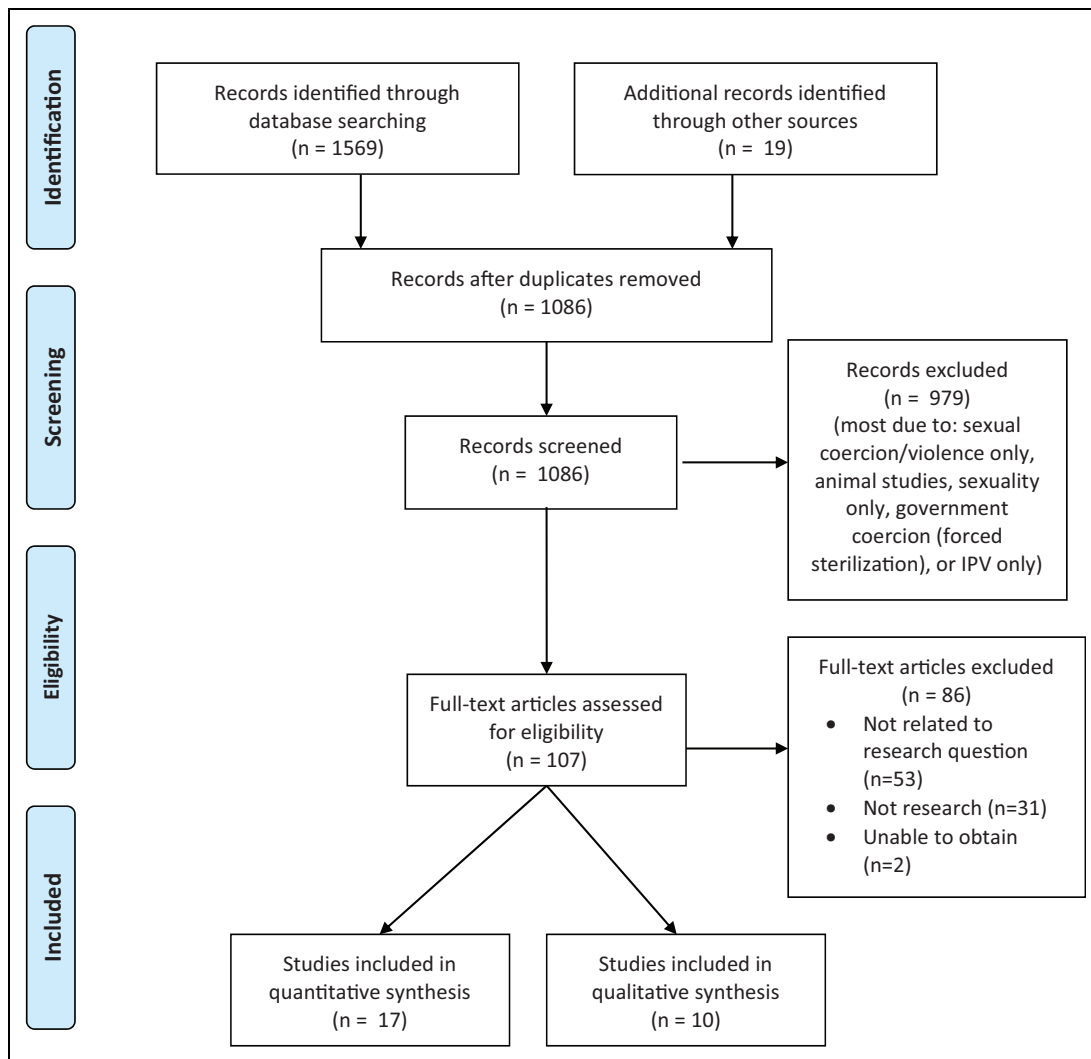 Identification
Records identified through
database searching
(n = 1569)
Additional records identified
through other sources
(n = 19)
Records after duplicates removed
(n = 1086)
Screening
Records screened
(n = 1086)
Records excluded
(n = 979)
(most due to: sexual
coercion/violence only,
animal studies, sexuality
only, government
coercion (forced
sterilization), or IPV only)
Eligibility
Full-text articles assessed
for eligibility
(n = 107)
Full-text articles excluded
(n = 86)
• Not related to
research question
(n=53)
• Not research (n=31)
• Unable to obtain
(n=2)
Included
Studies included in
quantitative synthesis
(n = 17)
Studies included in
qualitative synthesis
(n = 10)